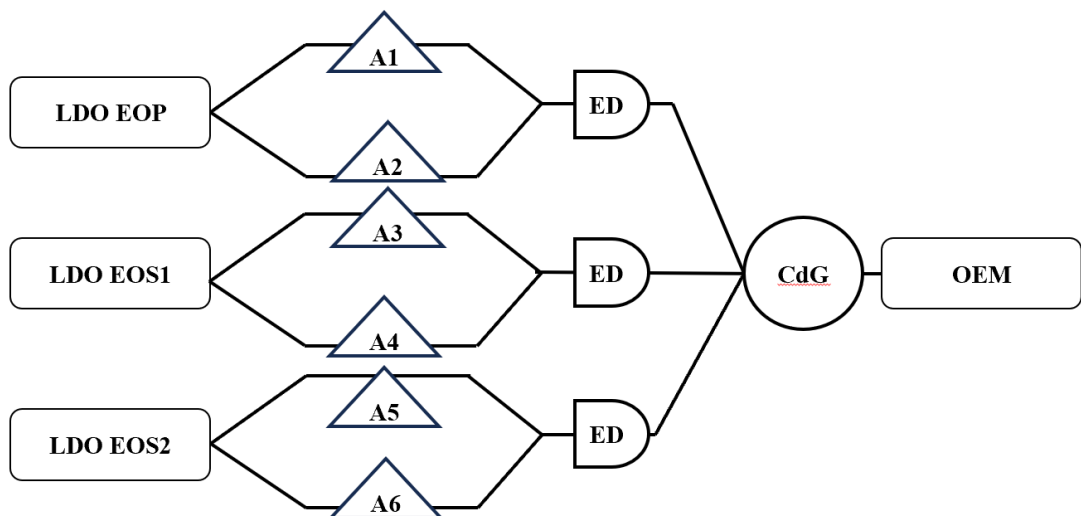 A1
LDO EOP
ED
A2
A3
LDO EOS1
ED
CdG
OEM
A4
A5
LDO EOS2
ED
A6